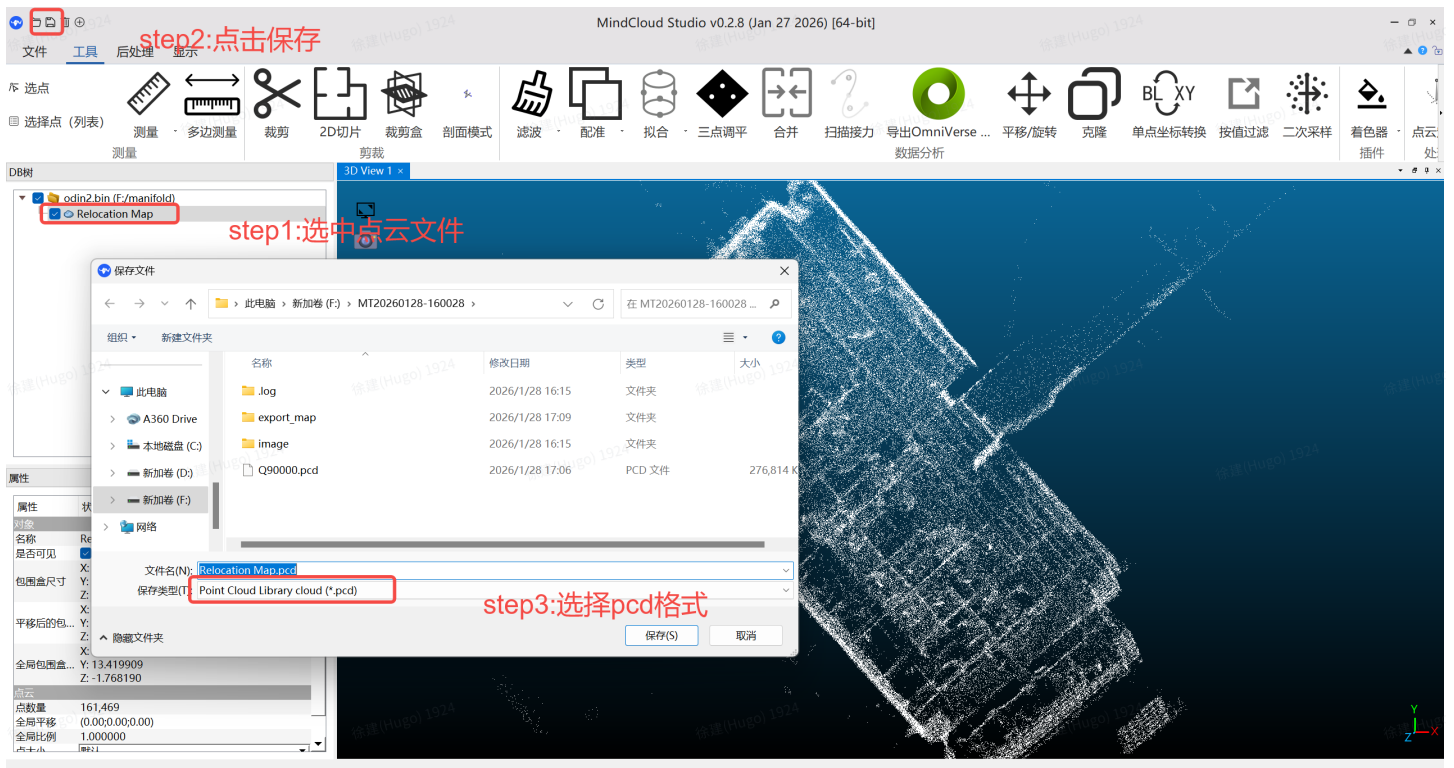 MindCloud Studio v0.2.8 (Jan 27 2026) [64-bit]
step2:点击保存
文件 工具 后处理 显示
选点
选择点 (列表)
测量 多边测量 裁剪 2D切片 裁剪盒 剖面模式 滤波 配准 拟合 三点调平 合并 扫描接力 导出OmniVerse ... 平移/旋转 克隆 单点坐标转换 按值过滤 二次采样 着色器 点云
BL XY
测量 剪裁 数据分析 插件 处
DB树
3D View 1 ×
odin2.bin (F:/manifold)
Relocation Map
step1:选中点云文件
保存文件
此电脑 › 新加卷 (F:) › MT20260128-160028 ›
在 MT20260128-160028 ...
组织 新建文件夹
名称 修改日期 类型 大小
此电脑
.log 2026/1/28 16:15 文件夹
A360 Drive
export_map 2026/1/28 17:09 文件夹
本地磁盘 (C:)
image 2026/1/28 16:15 文件夹
新加卷 (D:)
Q90000.pcd 2026/1/28 17:06 PCD 文件 276,814 K
新加卷 (F:)
网络
文件名(N): Relocation Map.pcd
保存类型(T): Point Cloud Library cloud (*.pcd)
step3:选择pcd格式
隐藏文件夹
保存(S) 取消
属性
属性 状
对象
名称 Re
是否可见
X:
包围盒尺寸 Y:
Z:
X:
平移后的包... Y:
Z:
X:
全局包围盒... Y: 13.419909
Z: -1.768190
点云
点数量 161,469
全局平移 (0.00;0.00;0.00)
全局比例 1.000000
点大小 默认
Y
Z X
徐建(Hugo) 1924